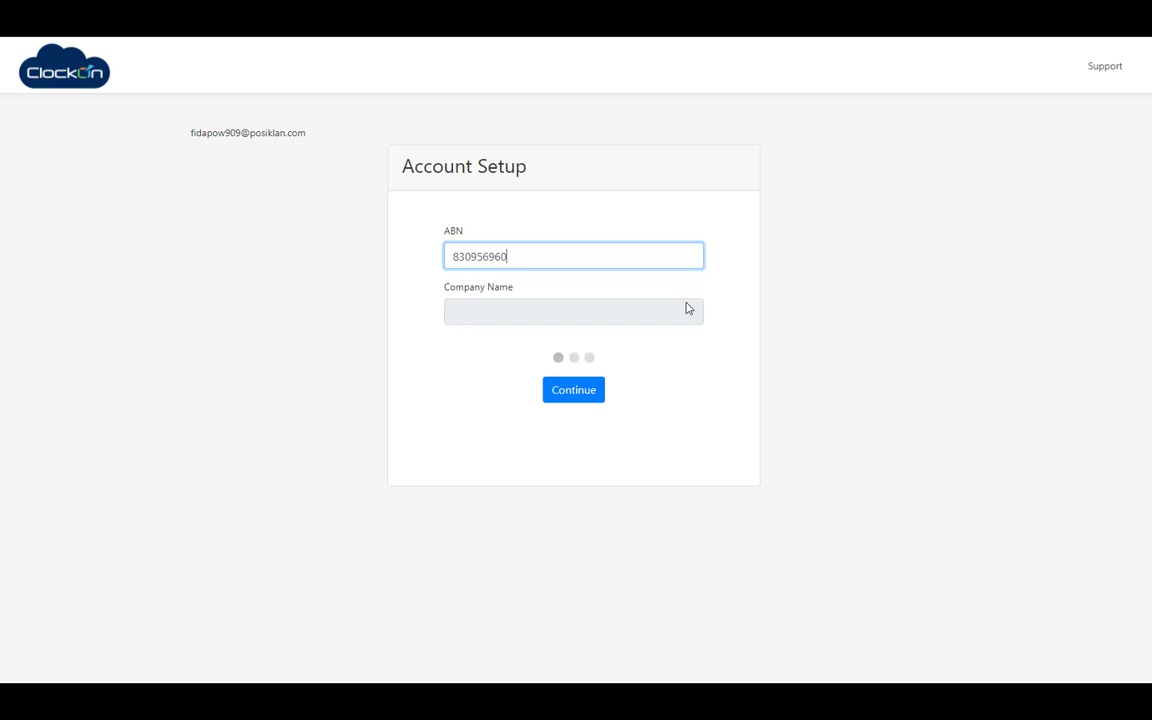 ClockOn
Support
fidapow909@posiklan.com
Account Setup
ABN
830956960
Company Name
Continue